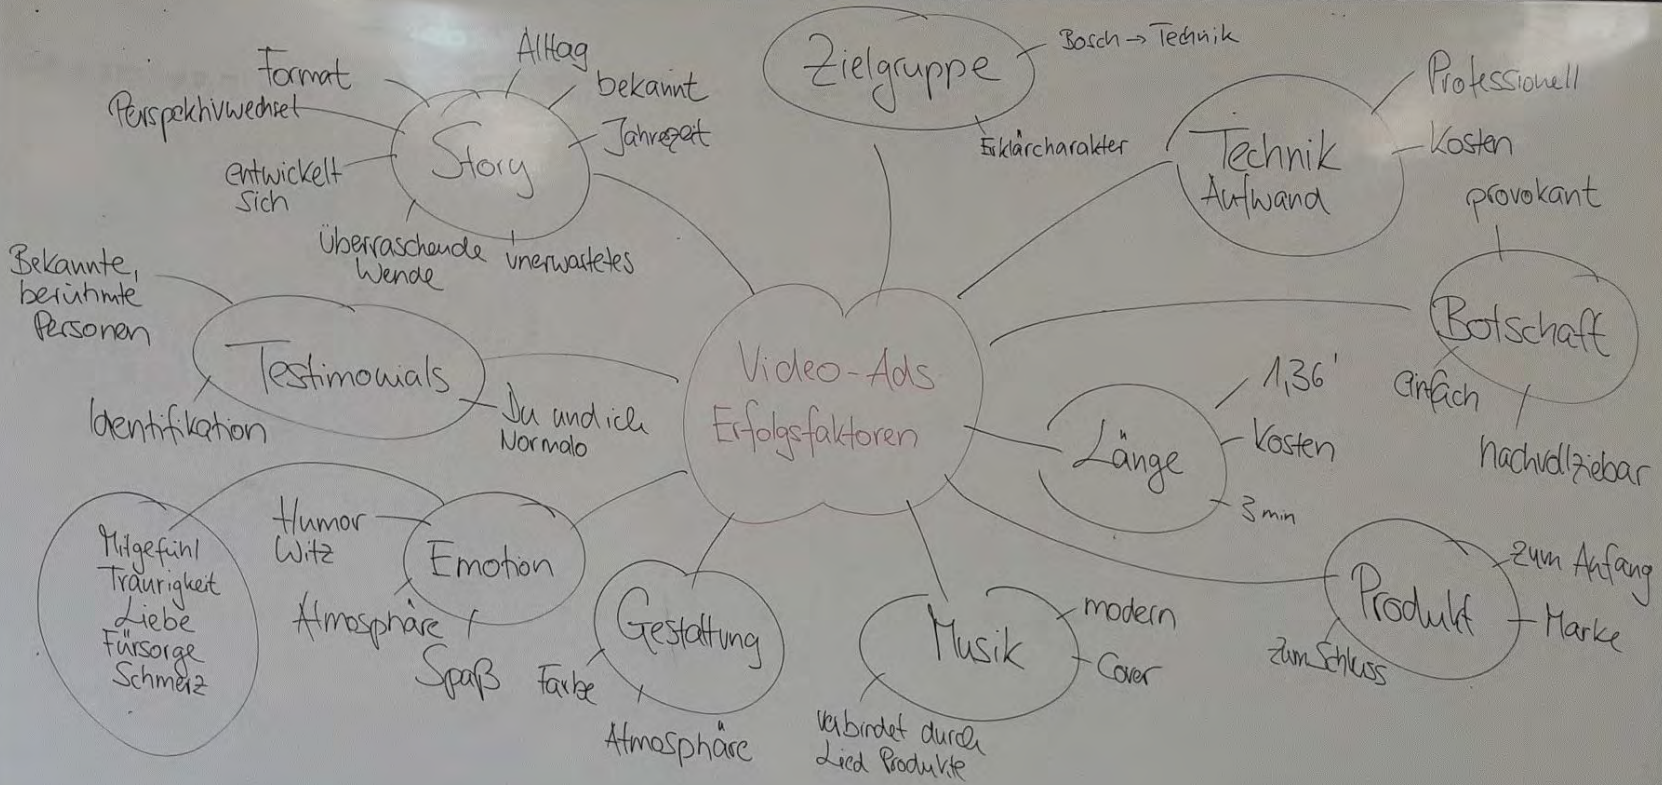 Video-Ads
Erfolgsfaktoren
Zielgruppe
Bosch → Technik
Erklärcharakter
Technik
Aufwand
Professionell
Kosten
Botschaft
provokant
einfach
nachvollziehbar
Länge
1,36'
Kosten
3 min
Produkt
zum Anfang
Marke
zum Schluss
Musik
modern
Cover
verbindet durch
Lied Produkte
Gestaltung
Farbe
Atmosphäre
Emotion
Humor
Witz
Atmosphäre
Spaß
Mitgefühl
Traurigkeit
Liebe
Fürsorge
Schmerz
Testimonials
Bekannte,
berühmte
Personen
Identifikation
Du und ich
Normalo
Story
Format
Alltag
bekannt
Jahreszeit
Perspektivwechsel
entwickelt
sich
Überraschende
Wende
unerwartetes